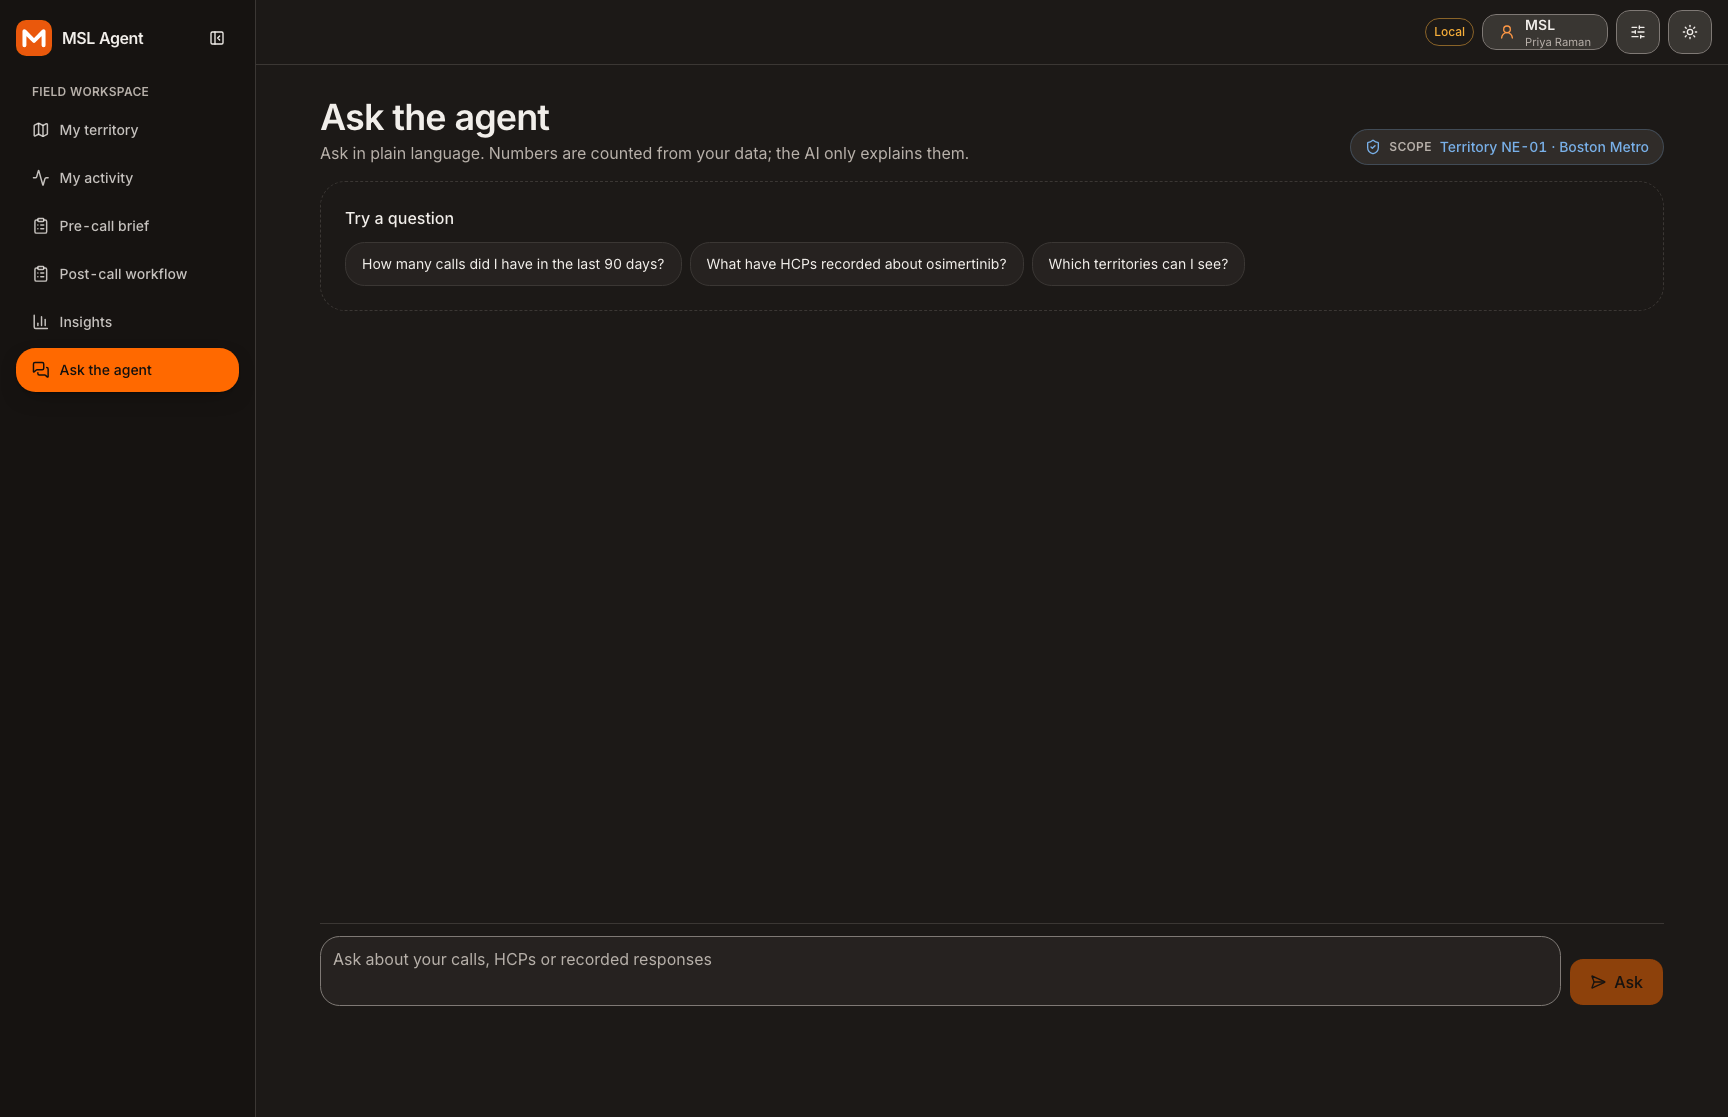 MSL Agent
FIELD WORKSPACE
My territory
My activity
Pre-call brief
Post-call workflow
Insights
Ask the agent
Local
MSL
Priya Raman
Ask the agent
Ask in plain language. Numbers are counted from your data; the AI only explains them.
SCOPE Territory NE-01 · Boston Metro
Try a question
How many calls did I have in the last 90 days?
What have HCPs recorded about osimertinib?
Which territories can I see?
Ask about your calls, HCPs or recorded responses
Ask